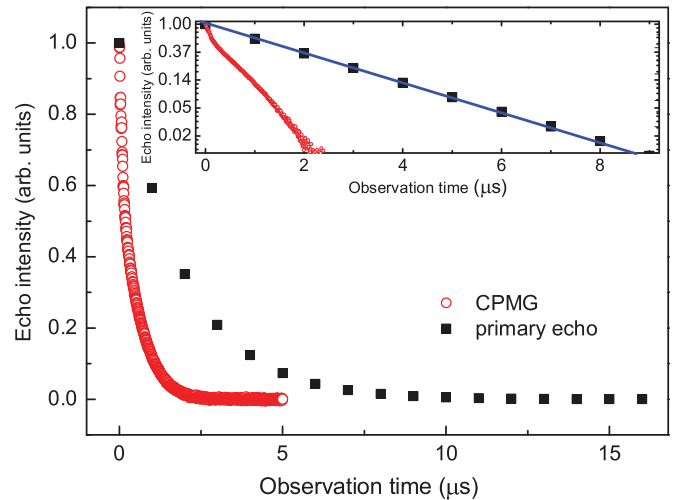 1.00
0.37
0.14
0.05
0.02
Echo intensity (arb. units)
0 2 4 6 8
Observation time (μs)
1.0
0.8
0.6
0.4
0.2
0.0
Echo intensity (arb. units)
CPMG
primary echo
0 5 10 15
Observation time (μs)